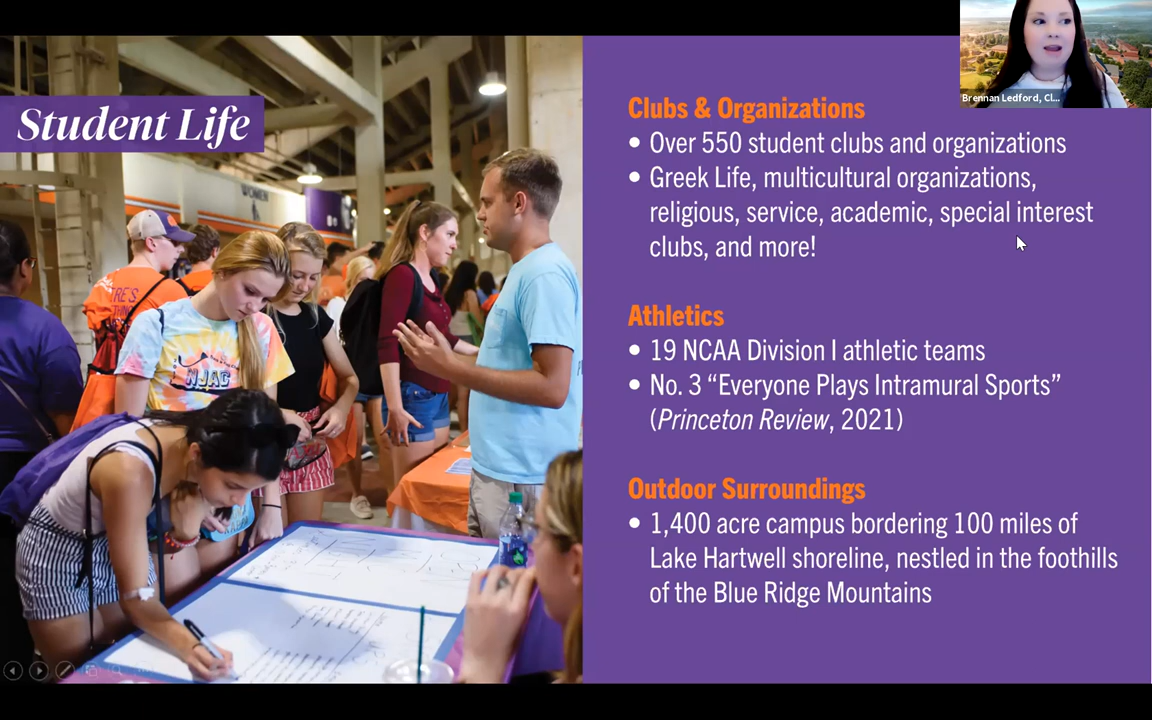 Brennan Ledford, Cl...
Student Life
WOMEN
NJAC
Clubs & Organizations
• Over 550 student clubs and organizations
• Greek Life, multicultural organizations,
religious, service, academic, special interest
clubs, and more!
Athletics
• 19 NCAA Division I athletic teams
• No. 3 “Everyone Plays Intramural Sports”
(Princeton Review, 2021)
Outdoor Surroundings
• 1,400 acre campus bordering 100 miles of
Lake Hartwell shoreline, nestled in the foothills
of the Blue Ridge Mountains